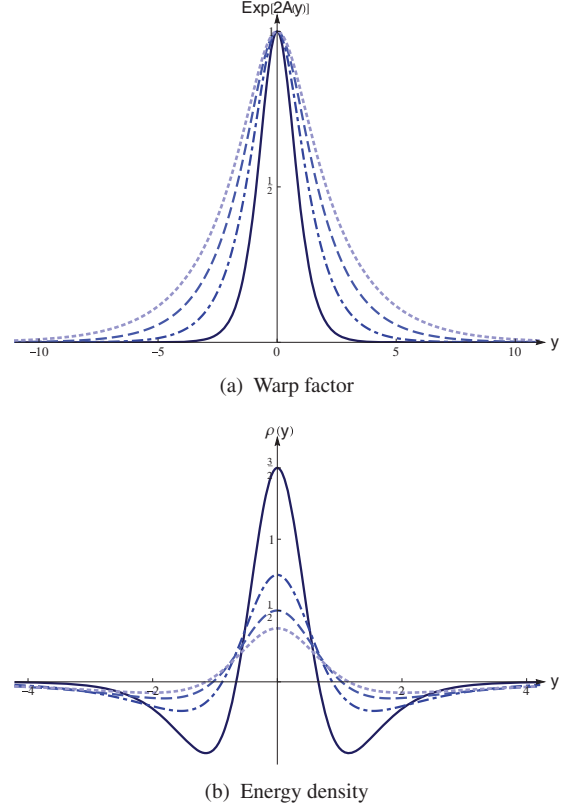 Exp[2A(y)]
1
1/2
-10 -5 0 5 10 y
(a) Warp factor
ρ(y)
3/2
1
1/2
-4 -2 2 4 y
(b) Energy density